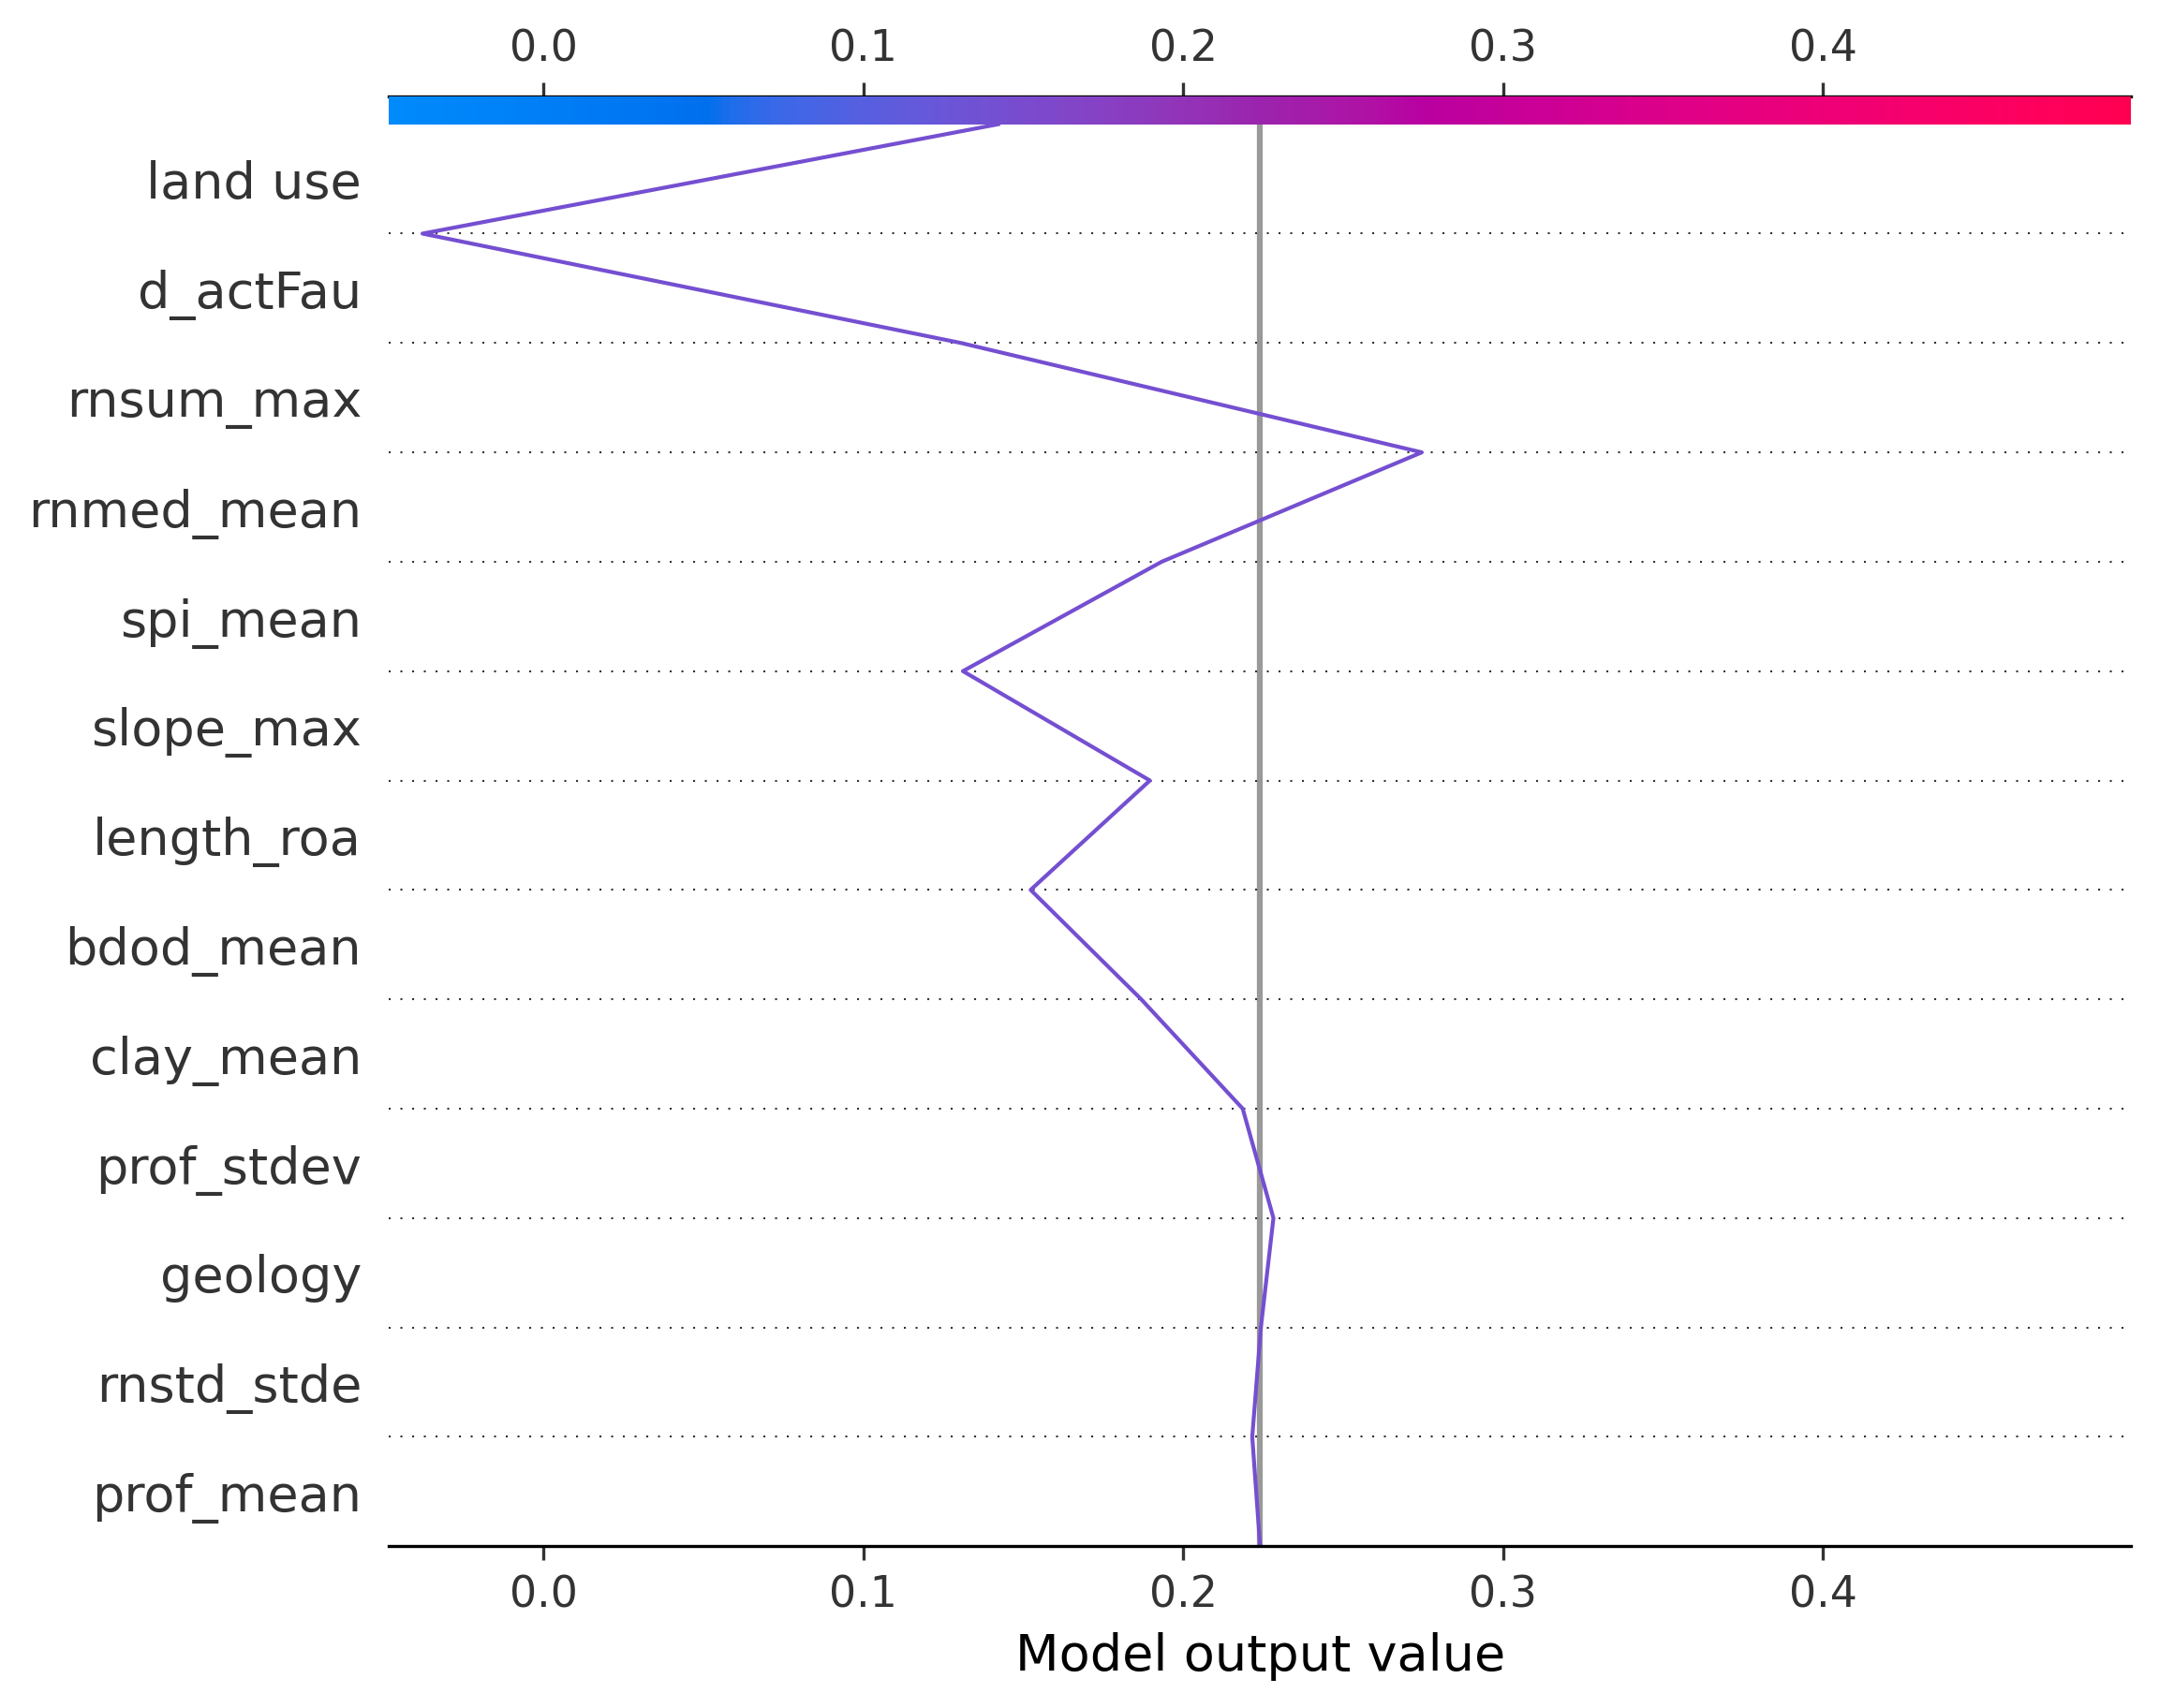 0.0 0.1 0.2 0.3 0.4
land use
d_actFau
rnsum_max
rnmed_mean
spi_mean
slope_max
length_roa
bdod_mean
clay_mean
prof_stdev
geology
rnstd_stde
prof_mean
0.0 0.1 0.2 0.3 0.4
Model output value